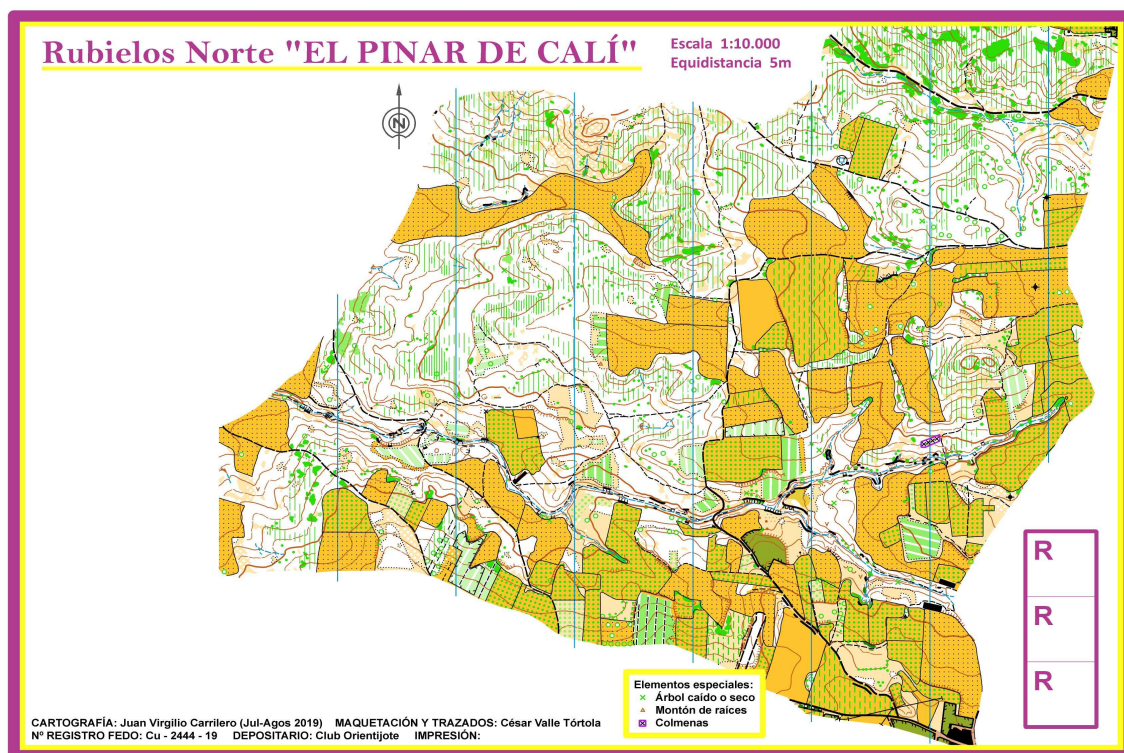 Rubielos Norte "EL PINAR DE CALÍ"
Escala 1:10.000
Equidistancia 5m
N
R
R
R
Elementos especiales:
Árbol caido o seco
Montón de raices
Colmenas
CARTOGRAFÍA: Juan Virgilio Carrilero (Jul-Agos 2019) MAQUETACIÓN Y TRAZADOS: César Valle Tórtola
Nº REGISTRO FEDO: Cu - 2444 - 19 DEPOSITARIO: Club Orientijote IMPRESIÓN: